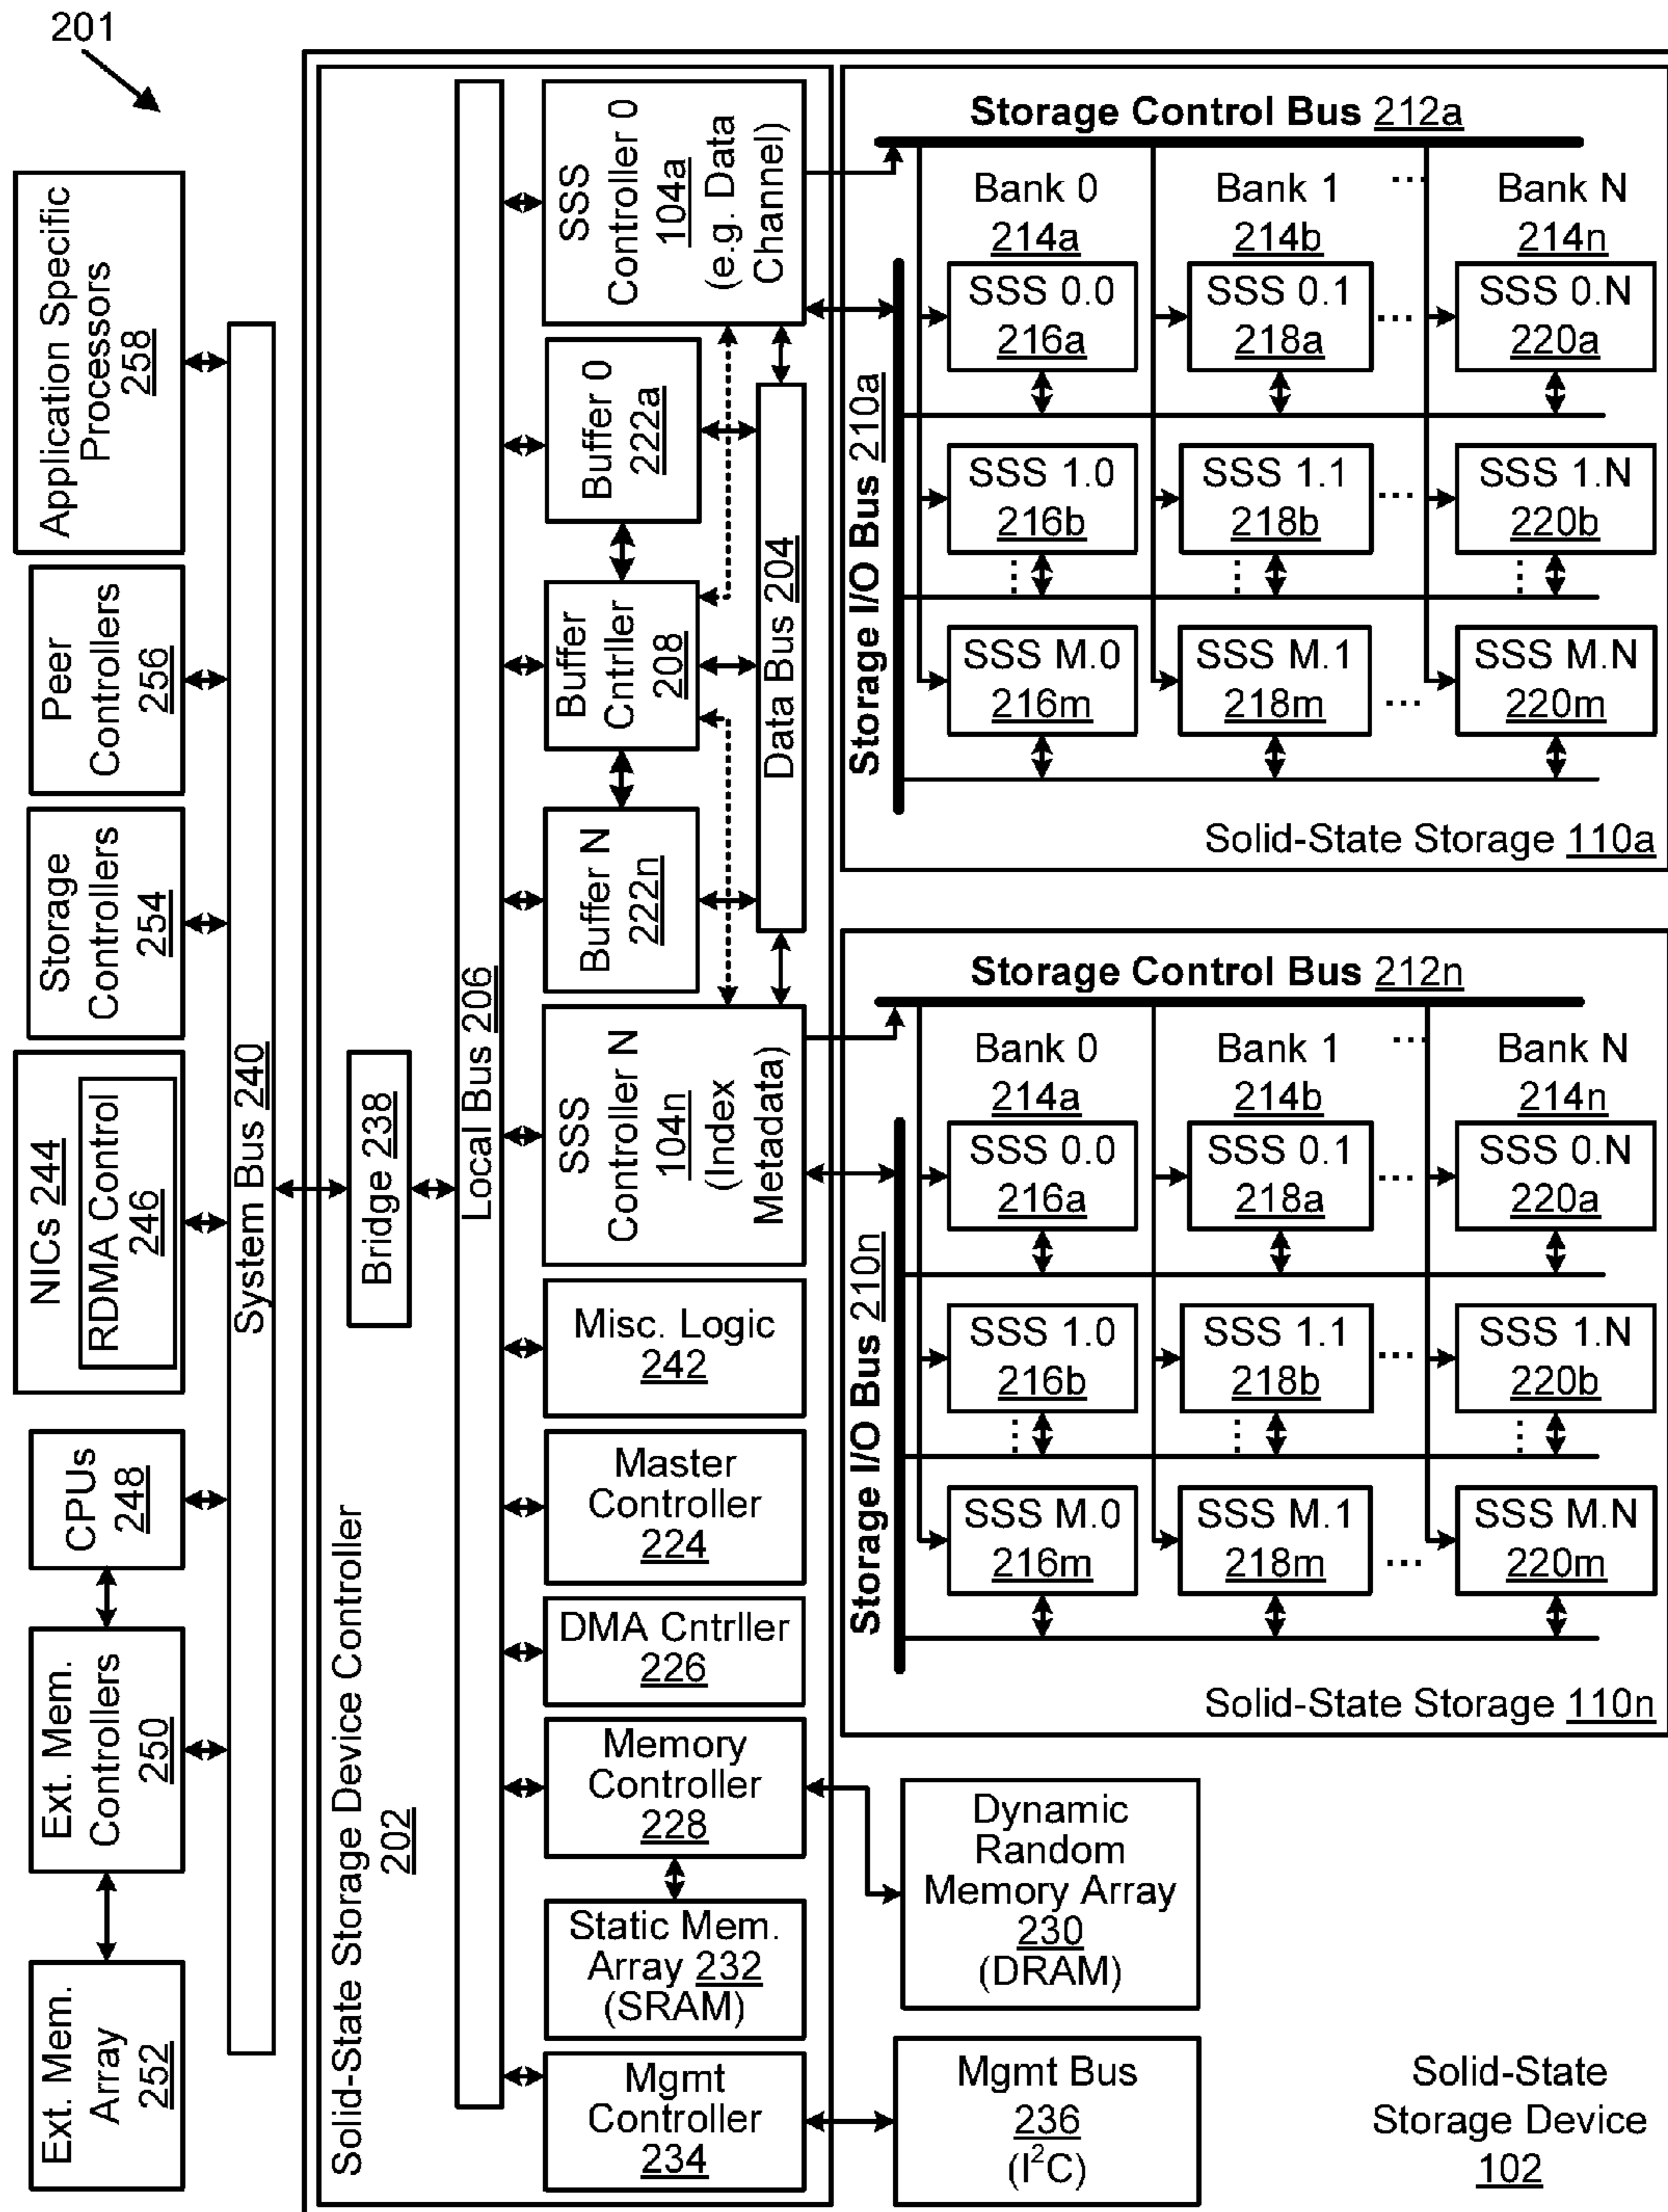 201
Application Specific
Processors
258
Peer
Controllers
256
Storage
Controllers
254
NICs 244
RDMA Control
246
CPUs
248
Ext. Mem.
Controllers
250
Ext. Mem.
Array
252
System Bus 240
Solid-State Storage Device Controller
202
Bridge 238
Local Bus 206
SSS
Controller 0
104a
(e.g. Data
Channel)
Buffer 0
222a
Buffer
Cntrller
208
Buffer N
222n
Data Bus 204
SSS
Controller N
104n
(Index
Metadata)
Misc. Logic
242
Master
Controller
224
DMA Cntrller
226
Memory
Controller
228
Static Mem.
Array 232
(SRAM)
Mgmt
Controller
234
Storage Control Bus 212a
Storage I/O Bus 210a
Bank 0
214a
Bank 1
214b
...
Bank N
214n
SSS 0.0
216a
SSS 0.1
218a
...
SSS 0.N
220a
SSS 1.0
216b
SSS 1.1
218b
...
SSS 1.N
220b
SSS M.0
216m
SSS M.1
218m
...
SSS M.N
220m
Solid-State Storage 110a
Storage Control Bus 212n
Storage I/O Bus 210n
Bank 0
214a
Bank 1
214b
...
Bank N
214n
SSS 0.0
216a
SSS 0.1
218a
...
SSS 0.N
220a
SSS 1.0
216b
SSS 1.1
218b
...
SSS 1.N
220b
SSS M.0
216m
SSS M.1
218m
...
SSS M.N
220m
Solid-State Storage 110n
Dynamic
Random
Memory Array
230
(DRAM)
Mgmt Bus
236
(I²C)
Solid-State
Storage Device
102